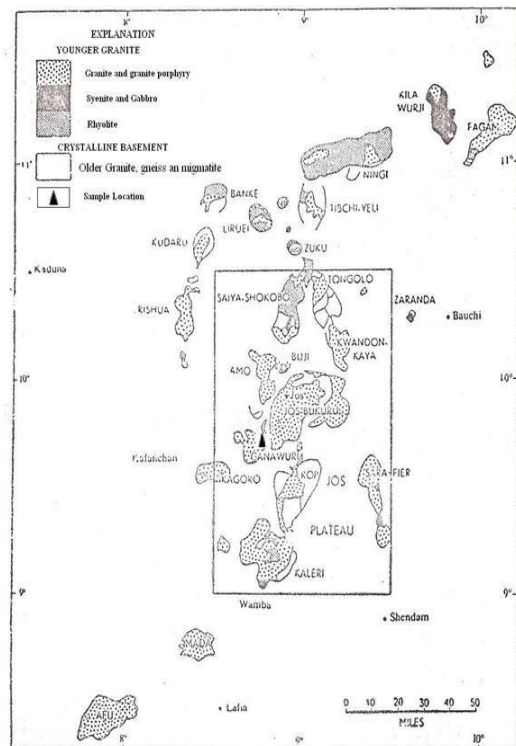 8°
9°
10°
EXPLANATION
YOUNGER GRANITE
Granite and granite porphyry
Syenite and Gabbro
Rhyolite
CRYSTALLINE BASEMENT
Older Granite, gneiss an migmatite
Sample Location
KILA
WURJI
FAGAM
11°
11°
NINGI
BANKE
LIRUEI
TIBCHI-YELI
KUDARU
ZUKU
Kaduna
TONGOLO
SAIYA-SHOKOBO
ZARANDA
RISHUA
Bauchi
KWANDON-
KAYA
BUJI
AMO
10°
10°
Jos
JOS-BUKURU
GANAWURI
Kafanchan
KAGORO
KOP
JOS
SARA-FIER
PLATEAU
KALERI
9°
9°
Wamba
Shendam
MADA
AFU
Lafia
0 10 20 30 40 50
MILES
8°
9°
10°